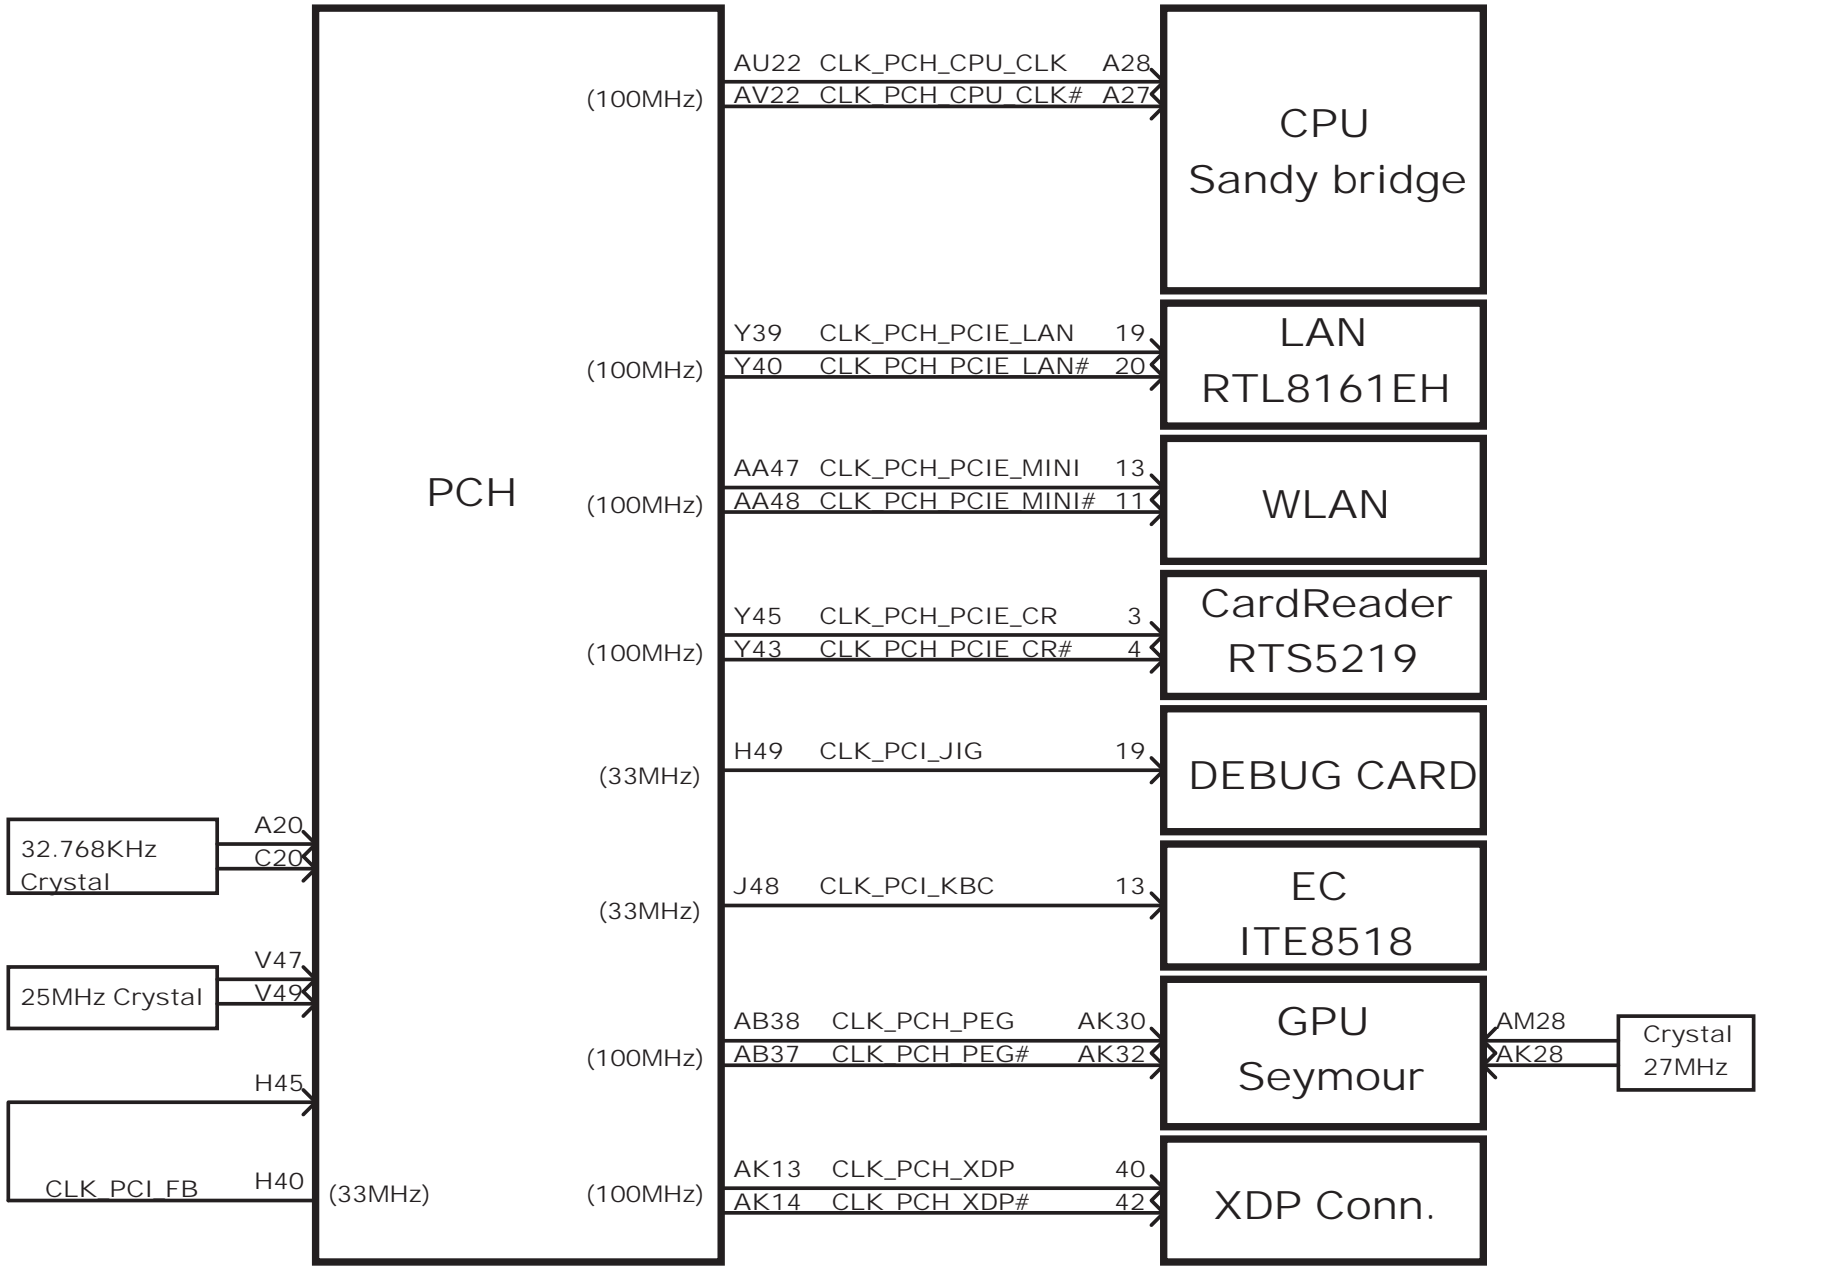 AU22 CLK_PCH_CPU_CLK A28
(100MHz)
AV22 CLK_PCH_CPU_CLK# A27
CPU
Sandy bridge
Y39 CLK_PCH_PCIE_LAN 19
(100MHz)
Y40 CLK_PCH_PCIE_LAN# 20
LAN
RTL8161EH
PCH
AA47 CLK_PCH_PCIE_MINI 13
(100MHz)
AA48 CLK_PCH_PCIE_MINI# 11
WLAN
Y45 CLK_PCH_PCIE_CR 3
(100MHz)
Y43 CLK_PCH_PCIE_CR# 4
CardReader
RTS5219
H49 CLK_PCI_JIG 19
(33MHz)
DEBUG CARD
32.768KHz
Crystal
A20
C20
J48 CLK_PCI_KBC 13
(33MHz)
EC
ITE8518
25MHz Crystal
V47
V49
AB38 CLK_PCH_PEG AK30
(100MHz)
AB37 CLK_PCH_PEG# AK32
GPU
Seymour
AM28
AK28
Crystal
27MHz
H45
CLK_PCI_FB H40 (33MHz)
AK13 CLK_PCH_XDP 40
(100MHz)
AK14 CLK_PCH_XDP# 42
XDP Conn.